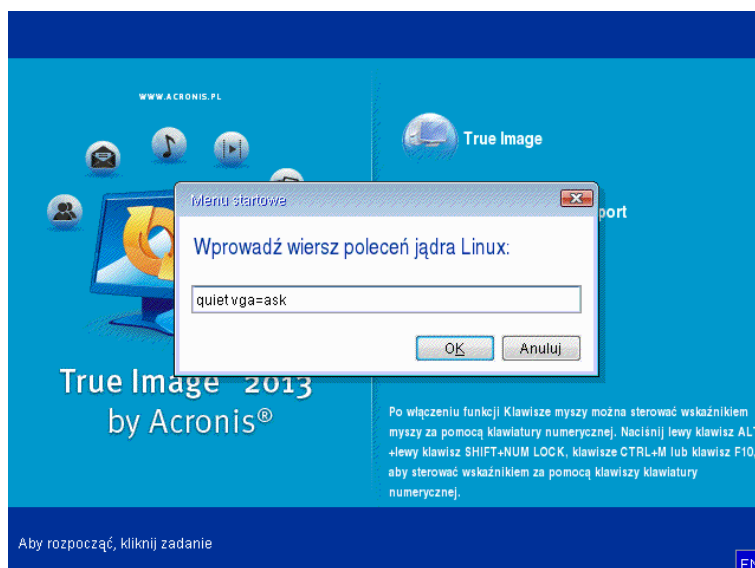 WWW.ACRONIS.PL
True Image
port
Menu startowe
Wprowadź wiersz poleceń jądra Linux:
quiet vga=ask
OK
Anuluj
True Image 2013
by Acronis®
Po włączeniu funkcji Klawisze myszy można sterować wskaźnikiem
myszy za pomocą klawiatury numerycznej. Naciśnij lewy klawisz ALT
+lewy klawisz SHIFT+NUM LOCK, klawisze CTRL+M lub klawisz F10,
aby sterować wskaźnikiem za pomocą klawiszy klawiatury
numerycznej.
Aby rozpocząć, kliknij zadanie
EN